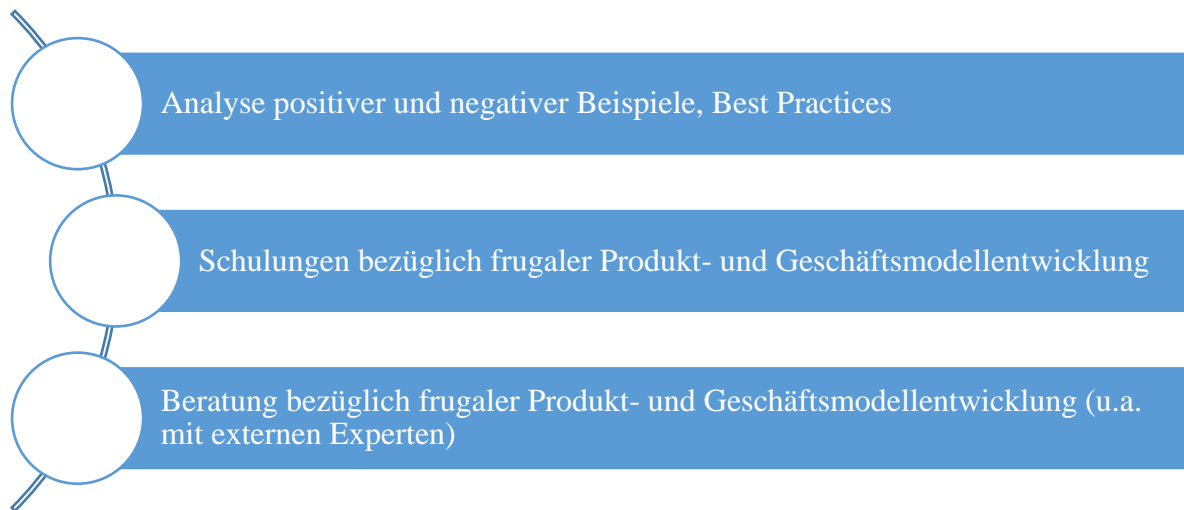 Analyse positiver und negativer Beispiele, Best Practices
Schulungen bezüglich frugaler Produkt- und Geschäftsmodellentwicklung
Beratung bezüglich frugaler Produkt- und Geschäftsmodellentwicklung (u.a.
mit externen Experten)